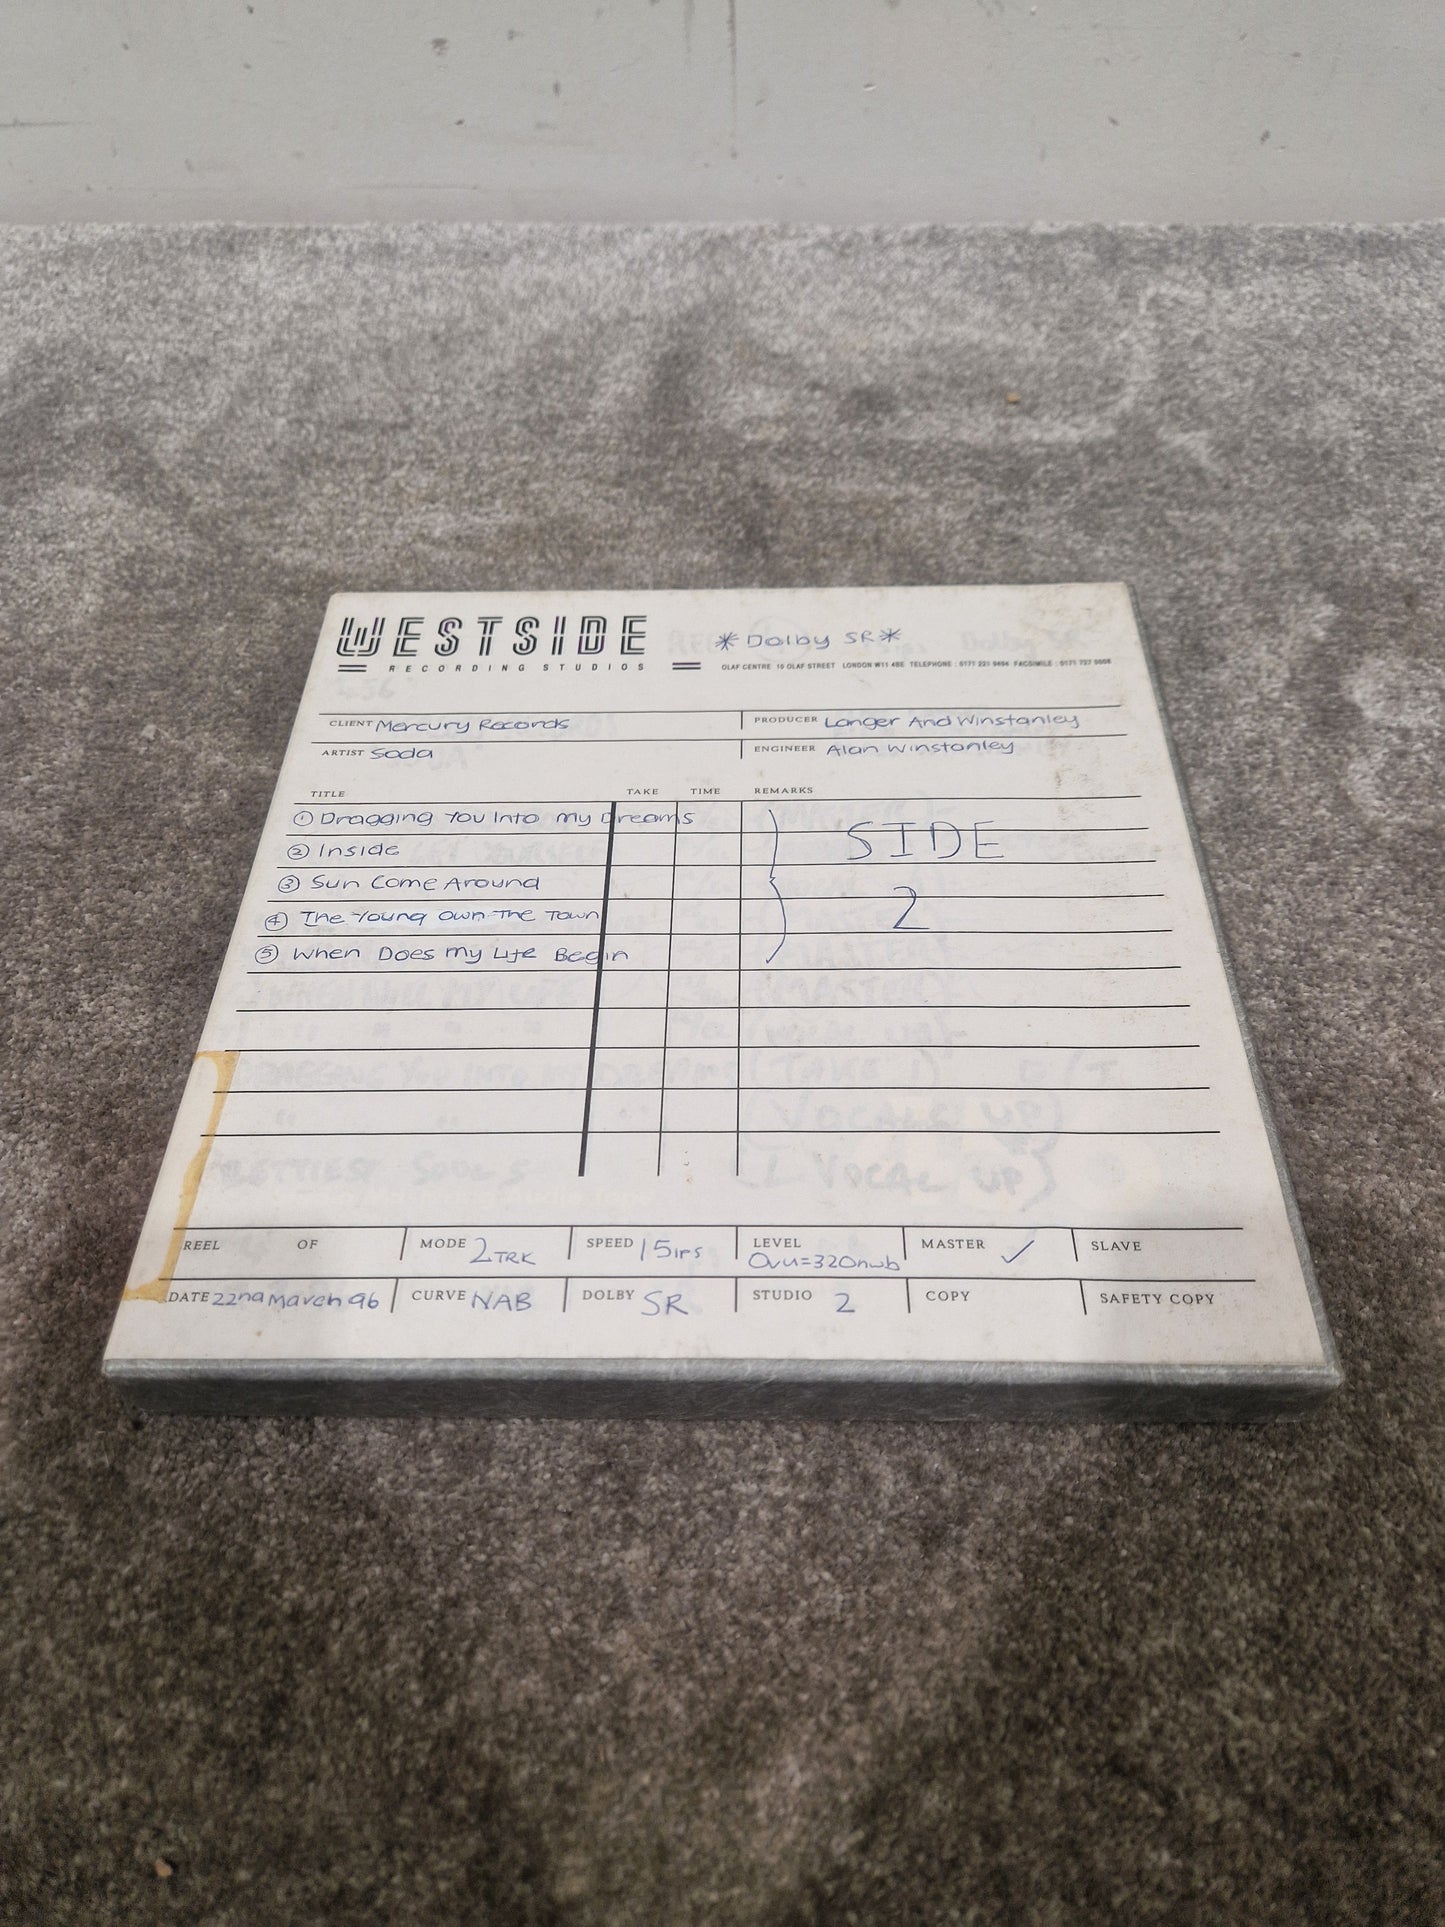 WESTSIDE
RECORDING STUDIOS
*Dolby SR*
OLAF CENTRE 10 OLAF STREET LONDON W11 4BE TELEPHONE : 0171 221 9494 FACSIMILE : 0171 727 0008
CLIENT Mercury Records PRODUCER Langer And Winstanley
ARTIST Soda ENGINEER Alan Winstanley
TITLE TAKE TIME REMARKS
① Dragging You Into My Dreams
② Inside
③ Sun Come Around
④ The Young Own The Town
⑤ When Does My Life Begin
SIDE
2
REEL OF MODE 2TRK SPEED 15ips LEVEL 0vu=320nwb MASTER ✓ SLAVE
DATE 22nd March 96 CURVE NAB DOLBY SR STUDIO 2 COPY SAFETY COPY